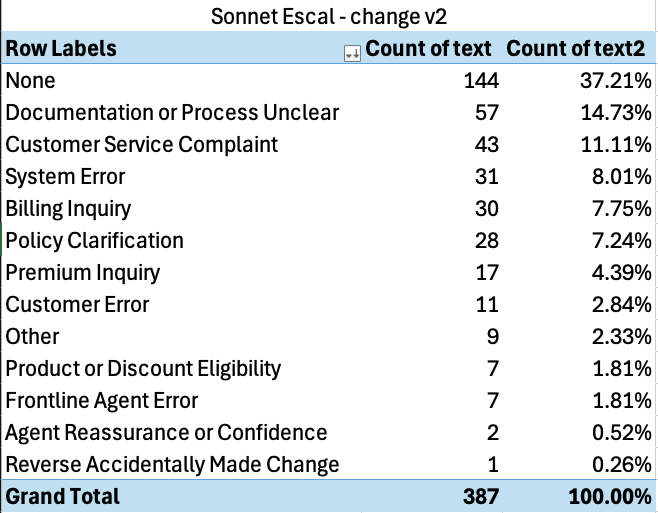 Sonnet Escal - change v2
Row Labels Count of text Count of text2
None 144 37.21%
Documentation or Process Unclear 57 14.73%
Customer Service Complaint 43 11.11%
System Error 31 8.01%
Billing Inquiry 30 7.75%
Policy Clarification 28 7.24%
Premium Inquiry 17 4.39%
Customer Error 11 2.84%
Other 9 2.33%
Product or Discount Eligibility 7 1.81%
Frontline Agent Error 7 1.81%
Agent Reassurance or Confidence 2 0.52%
Reverse Accidentally Made Change 1 0.26%
Grand Total 387 100.00%